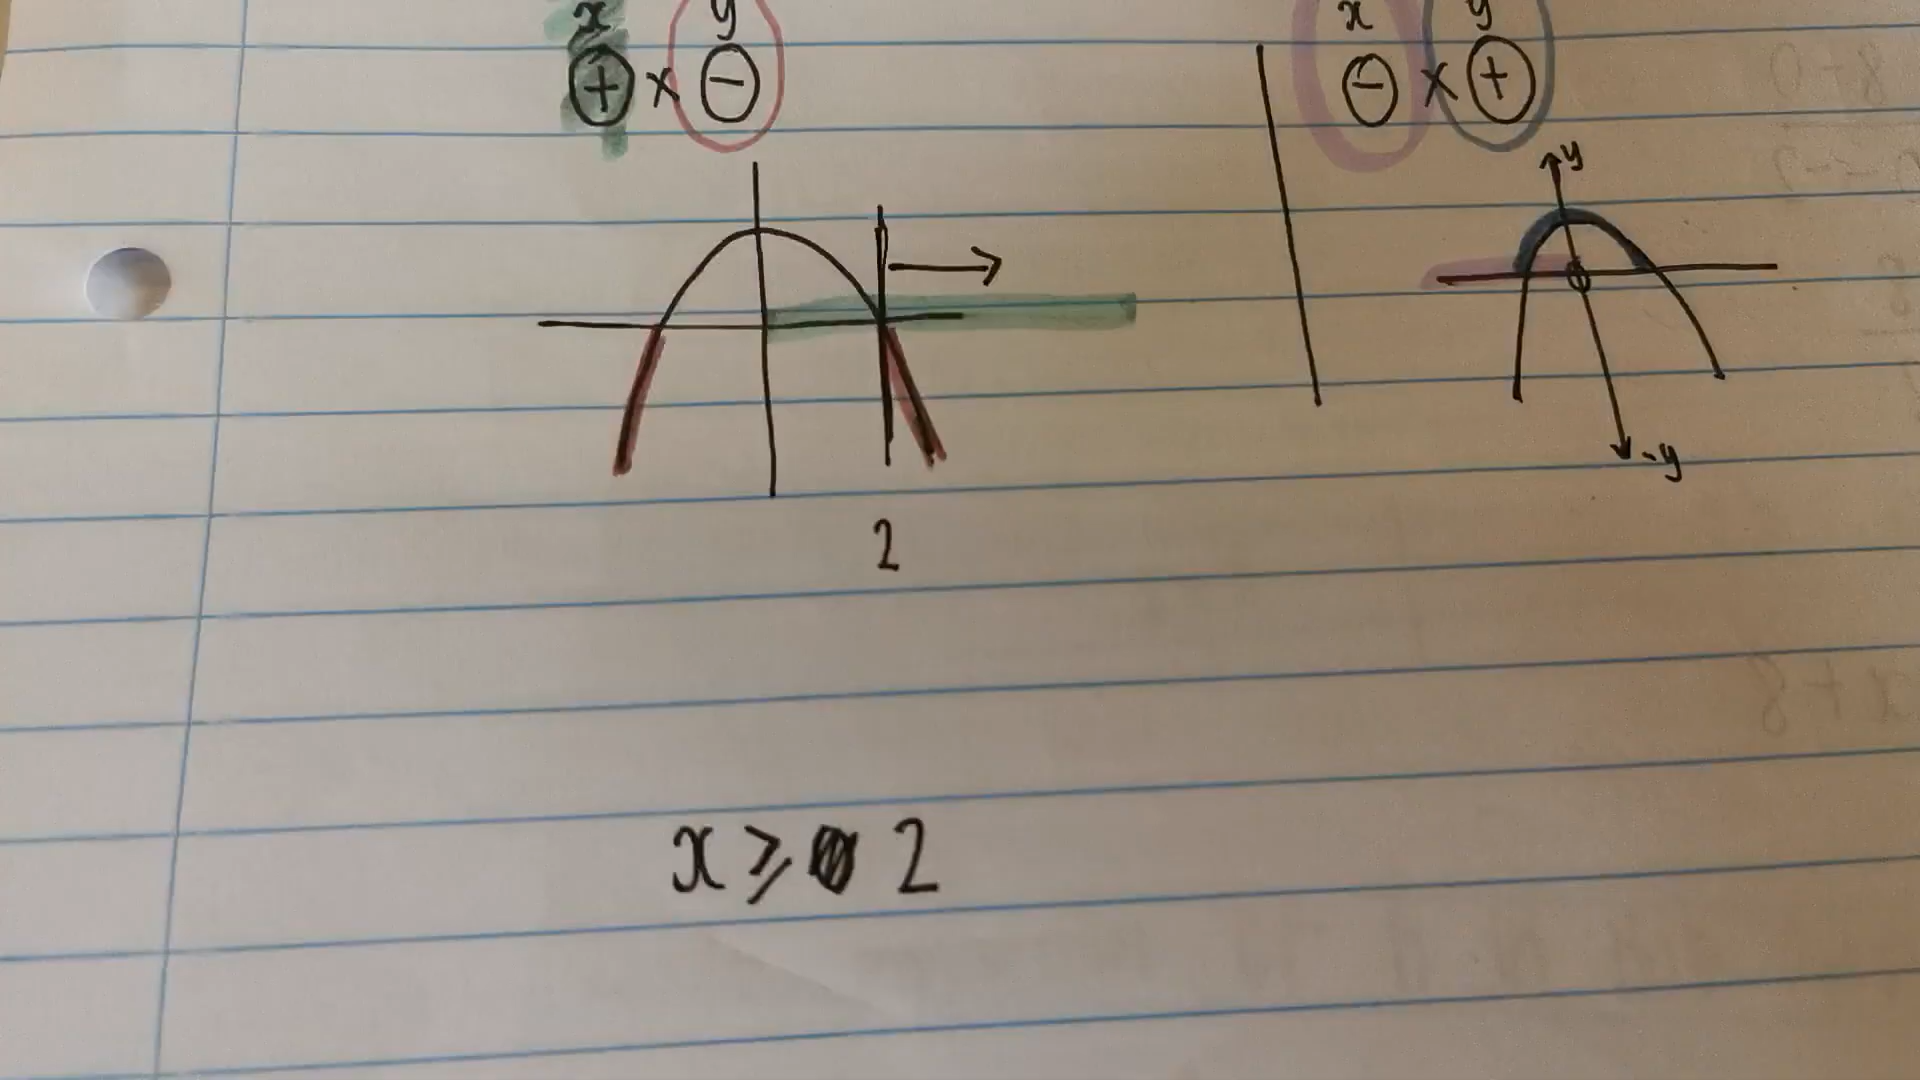 x y
⊕ × ⊖
x y
⊖ × ⊕
y
-y
2
x ⩾ 2